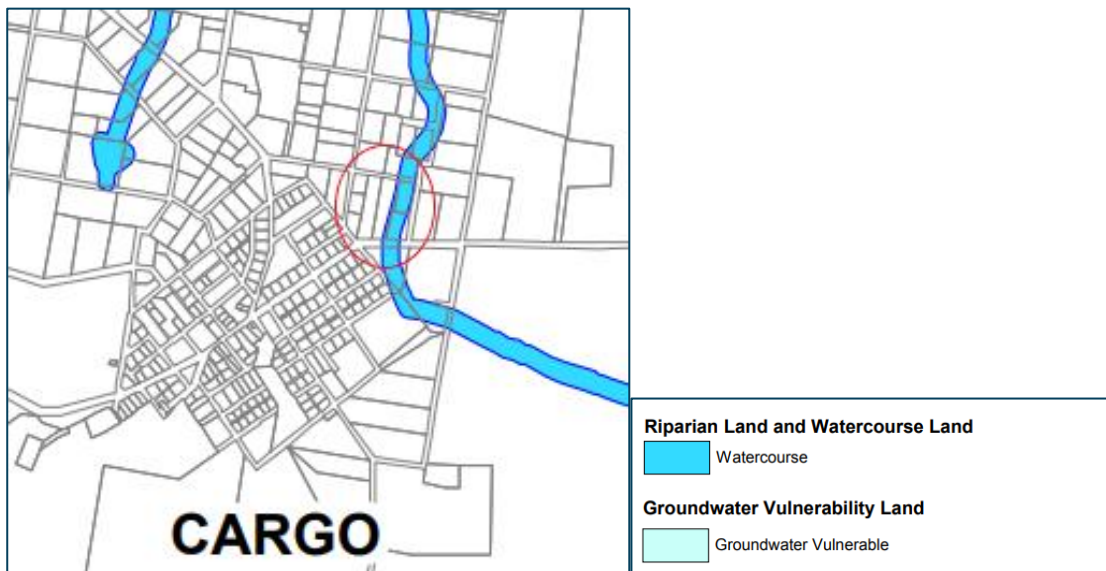 CARGO
Riparian Land and Watercourse Land
Watercourse
Groundwater Vulnerability Land
Groundwater Vulnerable